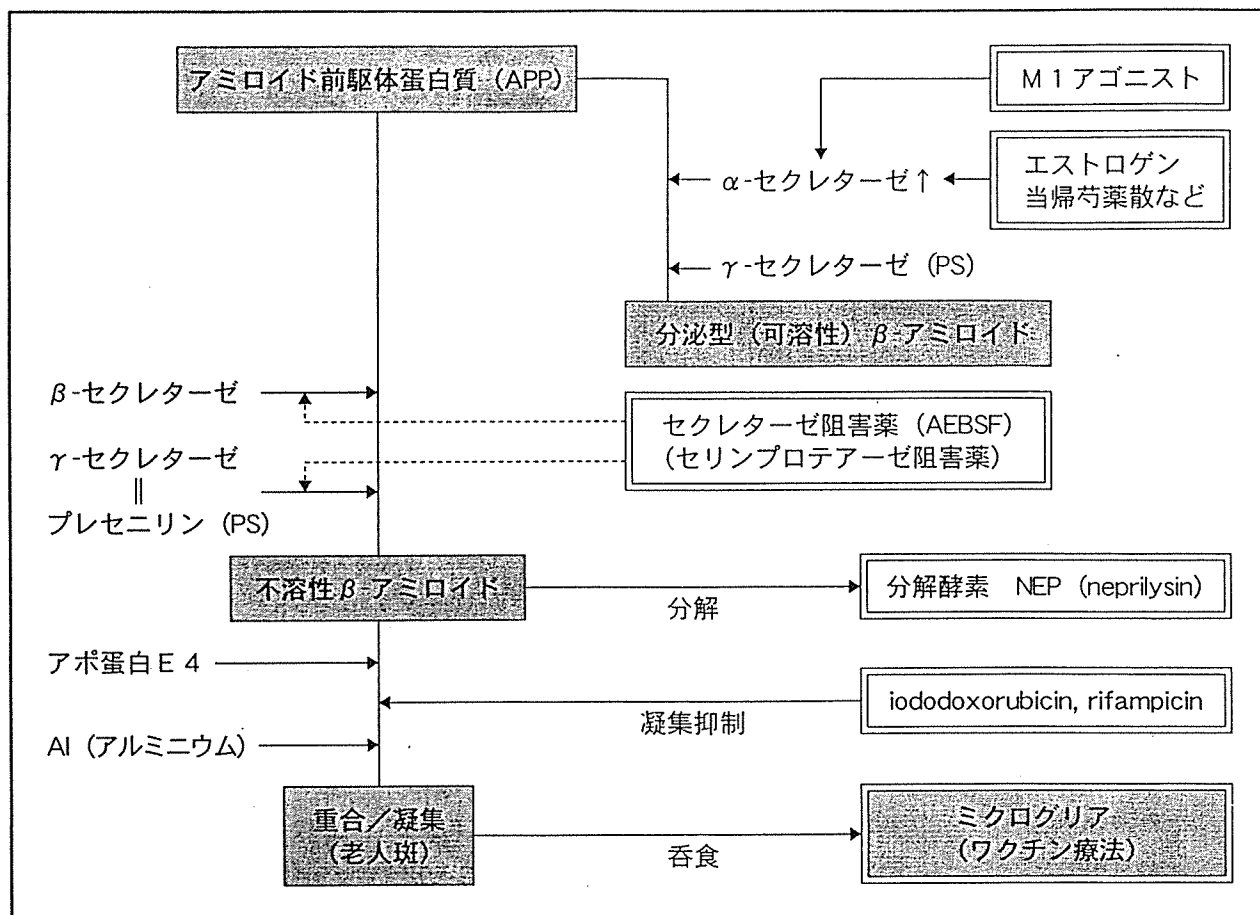 アミロイド前駆体蛋白質 (APP)
M1アゴニスト
エストロゲン
当帰芍薬散など
α-セクレターゼ↑
γ-セクレターゼ (PS)
分泌型 (可溶性) β-アミロイド
β-セクレターゼ
セクレターゼ阻害薬 (AEBSF)
(セリンプロテアーゼ阻害薬)
γ-セクレターゼ
=
プレセニリン (PS)
不溶性β-アミロイド
分解
分解酵素 NEP (neprilysin)
アポ蛋白E4
凝集抑制
iododoxorubicin, rifampicin
Al (アルミニウム)
重合/凝集
(老人斑)
呑食
ミクログリア
(ワクチン療法)